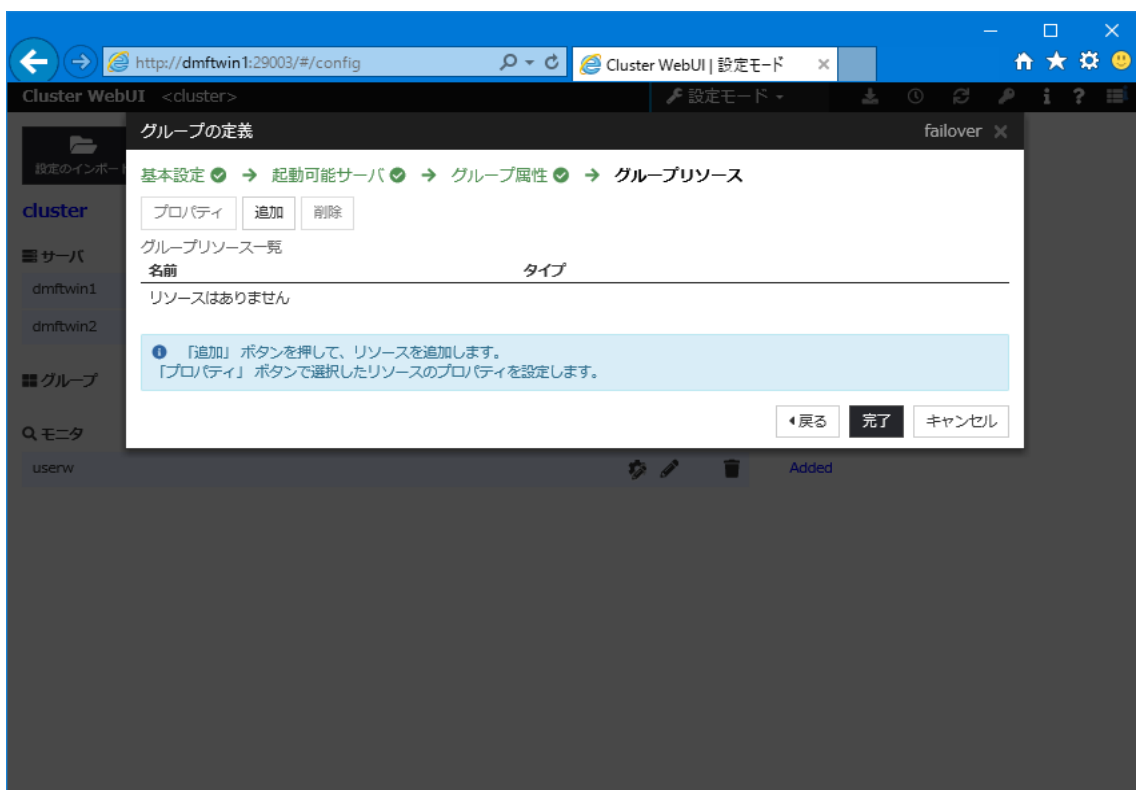 http://dmftwin1:29003/#/config
Cluster WebUI | 設定モード
Cluster WebUI <cluster>
設定モード
i ?
グループの定義
failover
設定のインポート
基本設定 → 起動可能サーバ → グループ属性 → グループリソース
cluster
プロパティ 追加 削除
グループリソース一覧
サーバ
名前 タイプ
dmftwin1
リソースはありません
dmftwin2
「追加」 ボタンを押して、リソースを追加します。
「プロパティ」 ボタンで選択したリソースのプロパティを設定します。
グループ
戻る 完了 キャンセル
モニタ
userw
Added